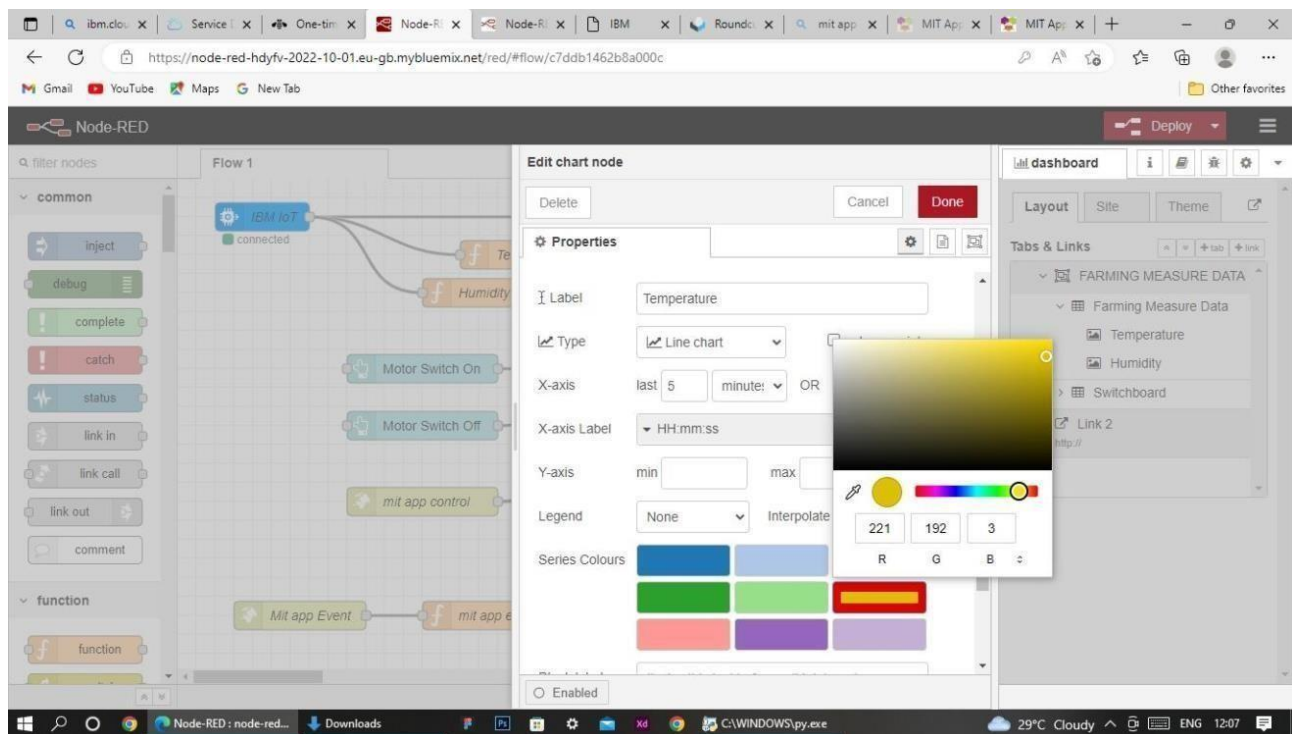 ibm.clou
Service
One-tim
Node-R
Node-R
IBM
Roundc
mit app
MIT Ap
MIT Ap
https://node-red-hdyfv-2022-10-01.eu-gb.mybluemix.net/red/#flow/c7ddb1462b8a000c
Gmail YouTube Maps New Tab Other favorites
Node-RED Deploy
filter nodes
Flow 1
Edit chart node
dashboard
common
Delete Cancel Done
Layout Site Theme
IBM IoT
connected
Properties
Tabs & Links
tab
link
inject
Te
FARMING MEASURE DATA
debug
Humidity
Label Temperature
Farming Measure Data
complete
Type Line chart
Temperature
catch
Motor Switch On
X-axis last 5 minutes OR
Humidity
status
Switchboard
link in
Motor Switch Off
X-axis Label HH:mm:ss
Link 2
http://
link call
mit app control
Y-axis min max
link out
Legend None Interpolate
221 192 3
comment
R G B
Series Colours
function
Mit app Event
mit app e
function
Enabled
Node-RED : node-red...
Downloads
Ps
Xd
C:\WINDOWS\py.exe
29°C Cloudy
ENG
12:07